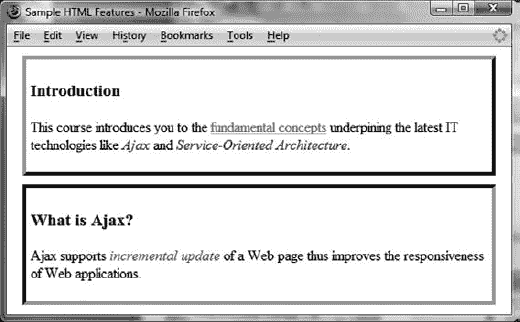 Sample HTML Features - Mozilla Firefox
File Edit View History Bookmarks Tools Help
Introduction
This course introduces you to the fundamental concepts underpining the latest IT
technologies like Ajax and Service-Oriented Architecture.
What is Ajax?
Ajax supports incremental update of a Web page thus improves the responsiveness
of Web applications.